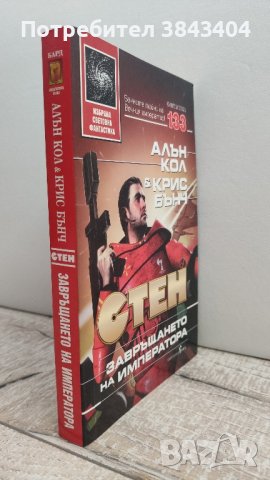 Потребител 3843404
БАРД
АЛЪН КОЛ & КРИС БЪНЧ
СТЕН
ЗАВРЪЩАНЕТО НА ИМПЕРАТОРА
ИЗБРАНА
СВЕТОВНА
ФАНТАСТИКА
133
АЛЪН
КОЛ
& КРИС
БЪНЧ
СТЕН
ЗАВРЪЩАНЕТО
НА ИМПЕРАТОРА
BAZAR